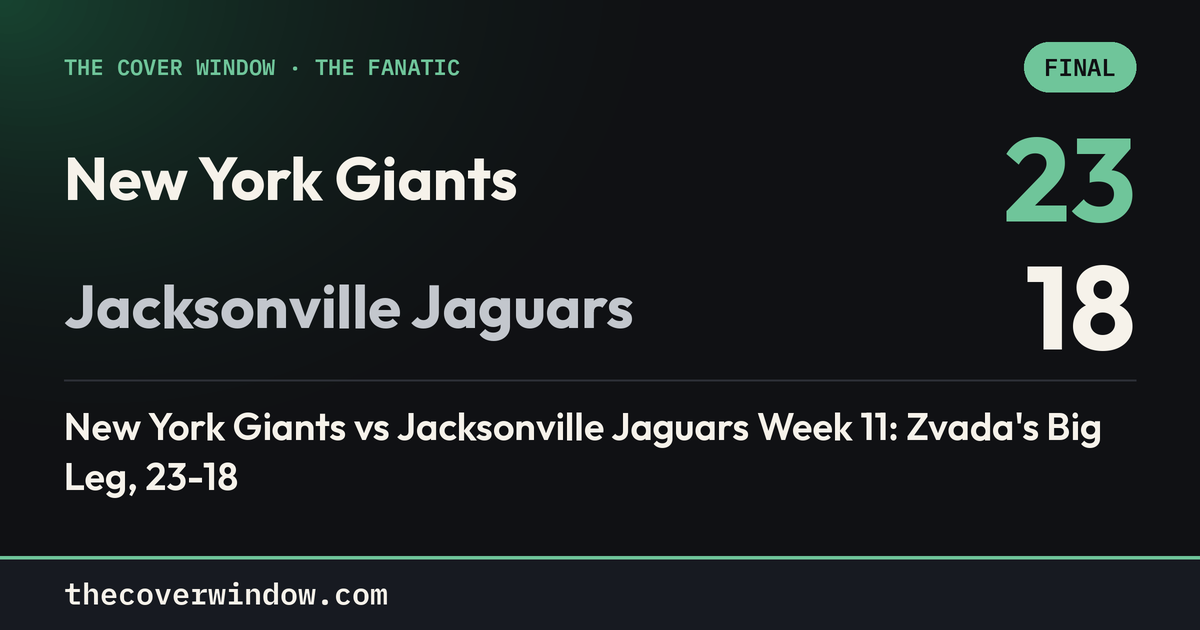 THE COVER WINDOW · THE FANATIC
FINAL
New York Giants
23
Jacksonville Jaguars
18
New York Giants vs Jacksonville Jaguars Week 11: Zvada's Big
Leg, 23-18
thecoverwindow.com